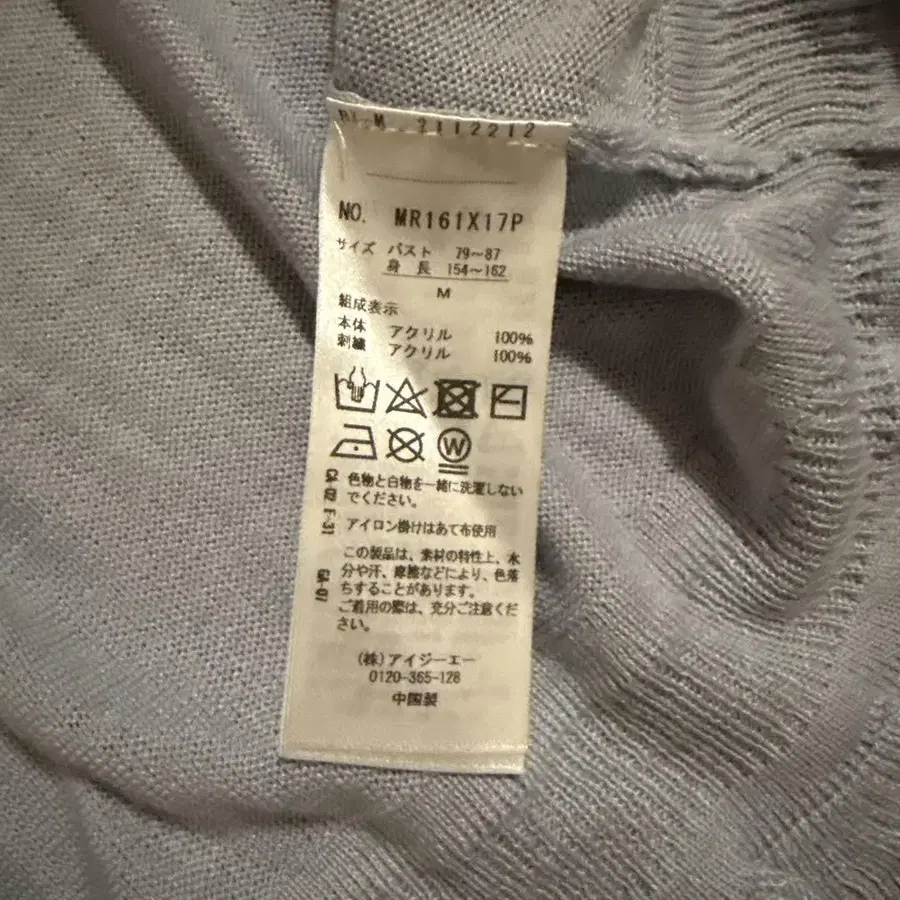 M 2112212
NO. MR161X17P
サイズ バスト 79~87
身長 154~162
M
組成表示
本体 アクリル 100%
刺繍 アクリル 100%
W
色物と白物を一緒に洗濯しない
でください。
アイロン掛けはあて布使用
この製品は、素材の特性上、水
分や汗、摩擦などにより、色落
ちすることがあります。
ご着用の際は、充分ご注意くだ
さい。
(株)アイジーエー
0120-365-128
中国製